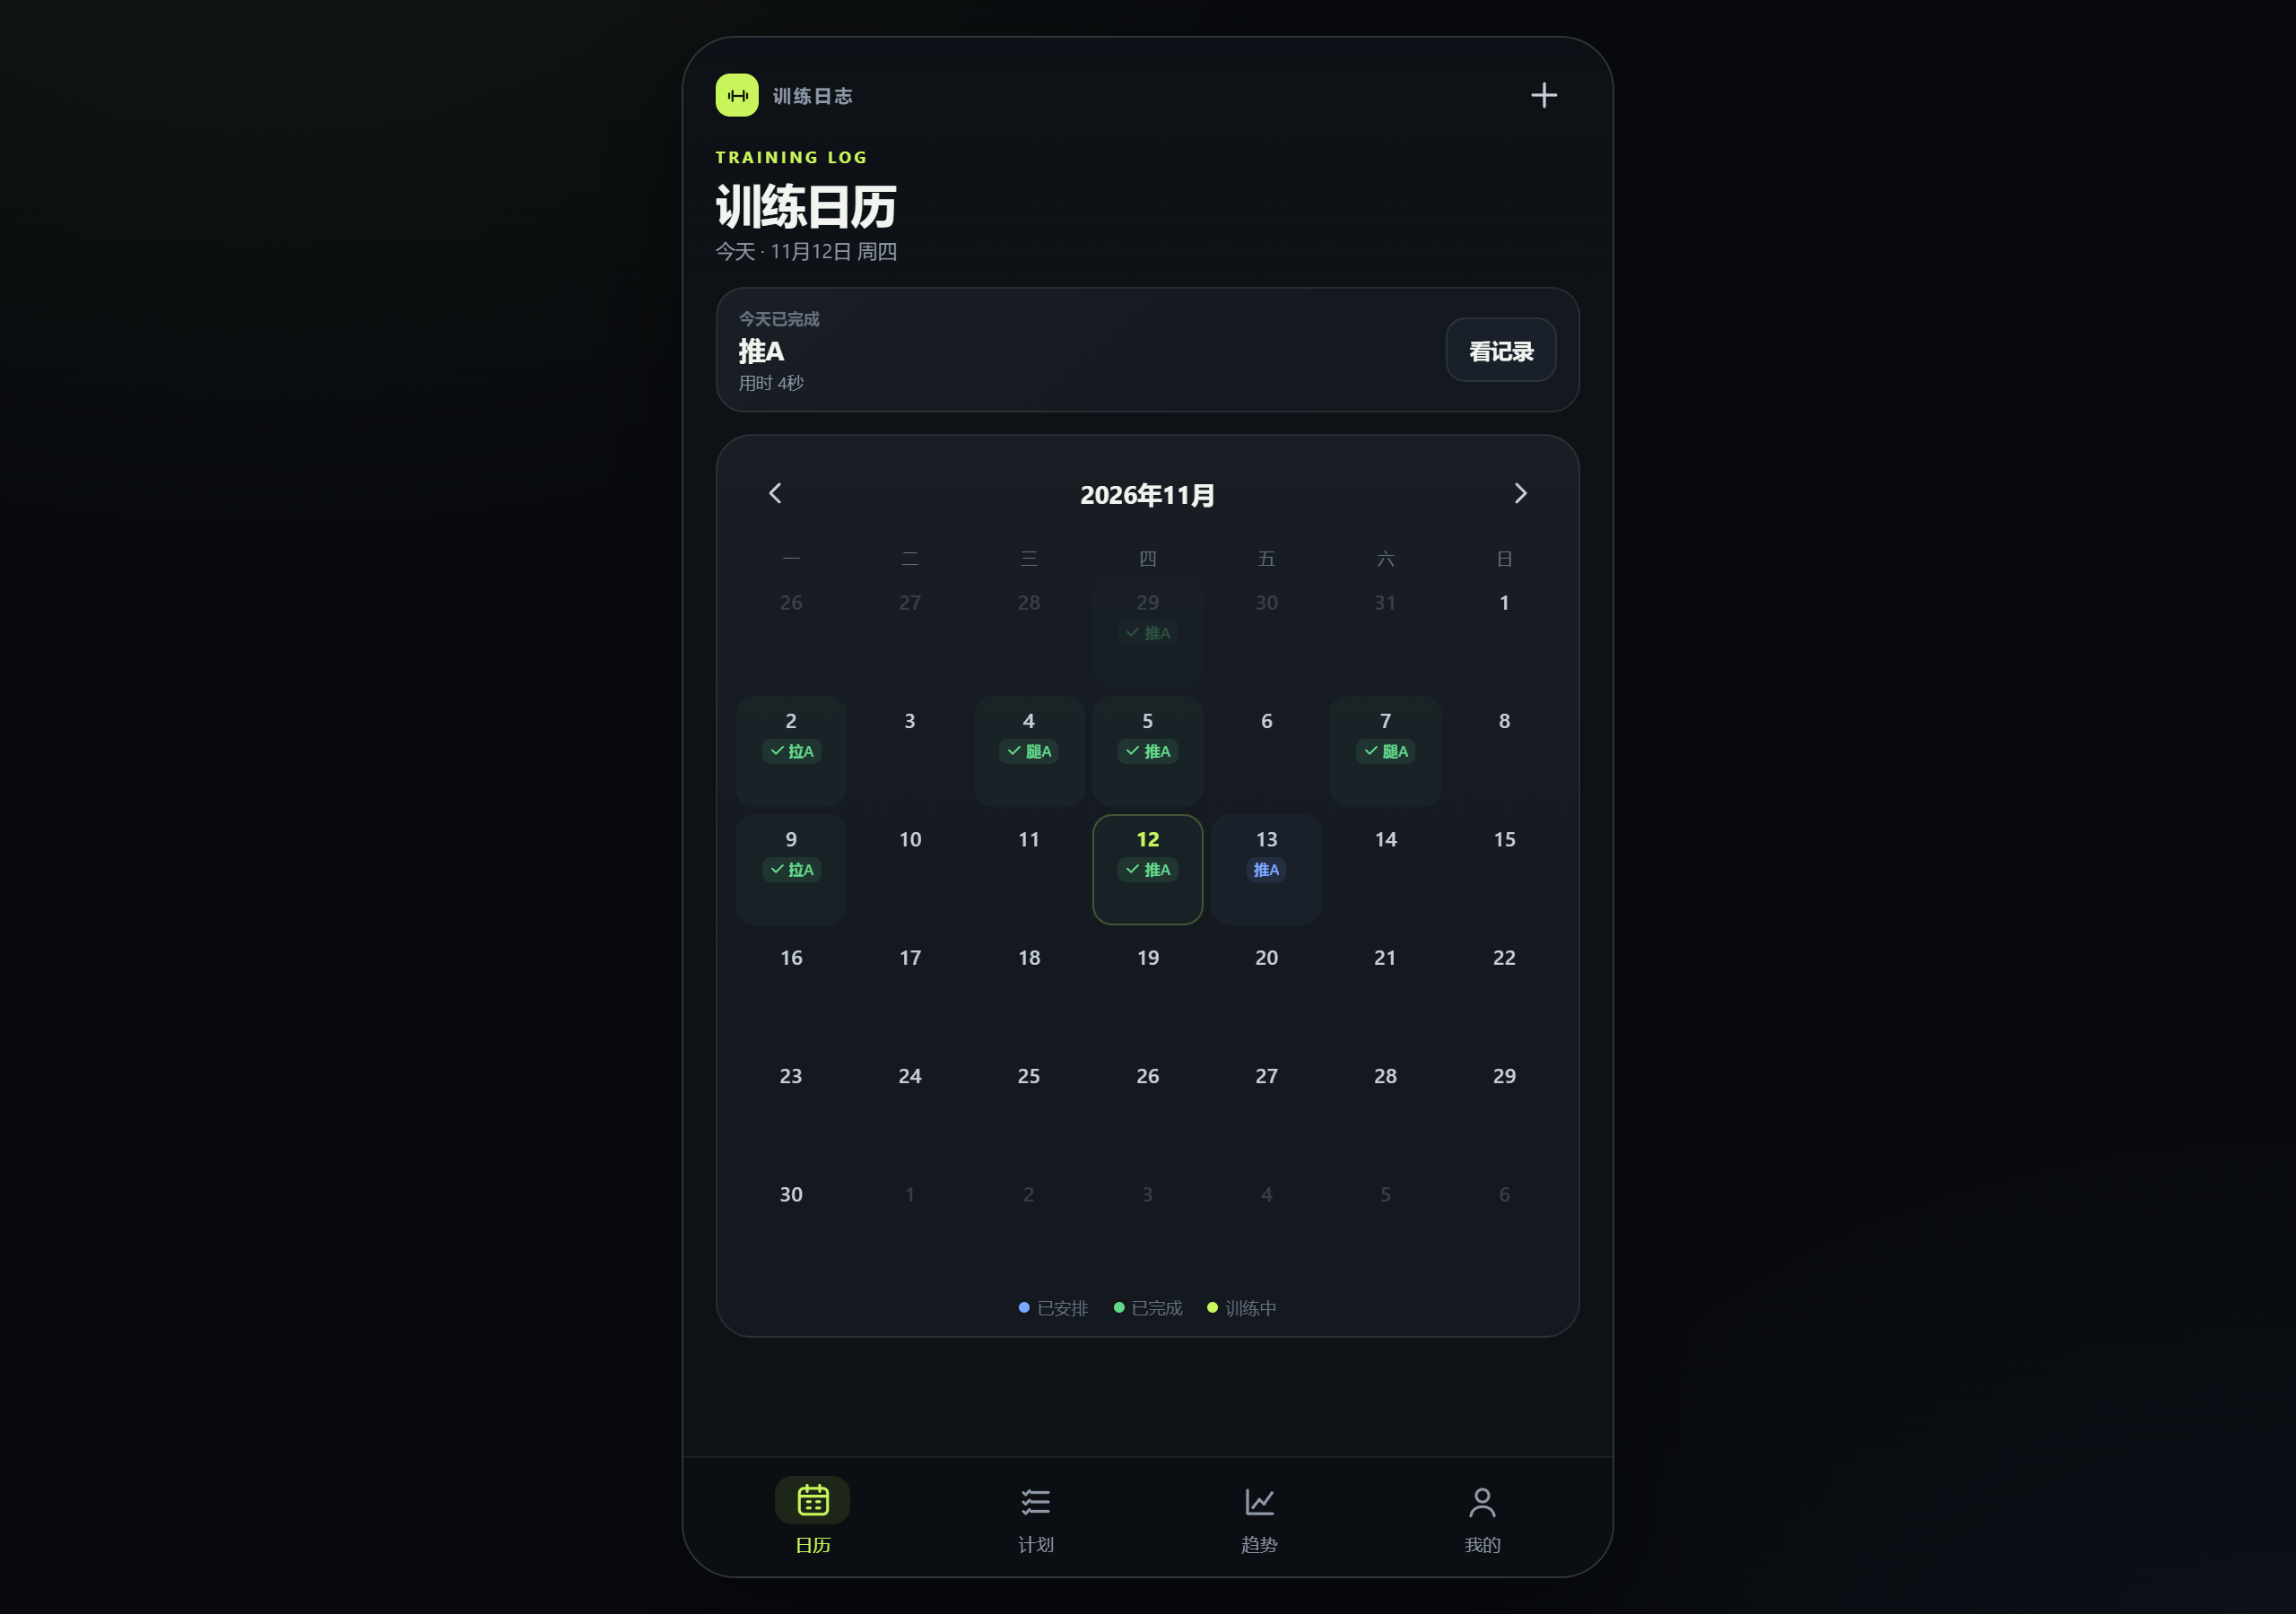 训练日志
TRAINING LOG
训练日历
今天 · 11月12日 周四
今天已完成
推A
用时 4秒
看记录
2026年11月
一 二 三 四 五 六 日
26 27 28 29 30 31 1
推A
2 3 4 5 6 7 8
拉A 腿A 推A 腿A
9 10 11 12 13 14 15
拉A 推A 推A
16 17 18 19 20 21 22
23 24 25 26 27 28 29
30 1 2 3 4 5 6
已安排 已完成 训练中
日历 计划 趋势 我的